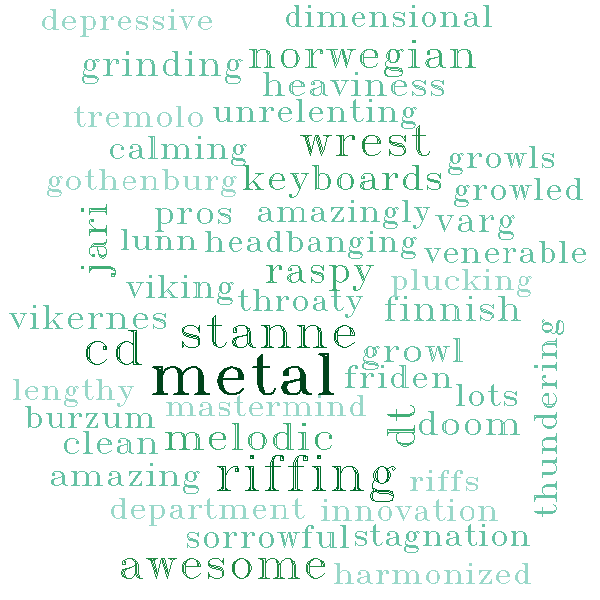 depressive
dimensional
grinding
norwegian
heaviness
tremolo
unrelenting
calming
wrest
growls
gothenburg
keyboards
growled
jari
pros
amazingly
varg
lunn
headbanging
venerable
raspy
plucking
viking
throaty
finnish
vikernes
stanne
cd
metal
growl
friden
lengthy
mastermind
lots
burzum
dt
doom
thundering
clean
melodic
amazing
riffing
riffs
department
innovation
sorrowful
stagnation
awesome
harmonized